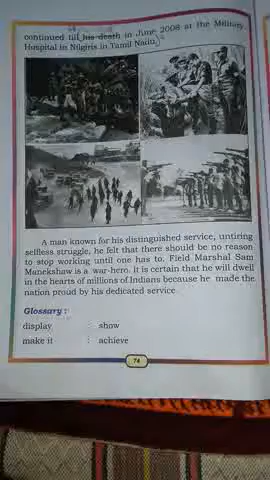 continued till his death in June 2008 at the Military
Hospital in Nilgiris in Tamil Nadu.
A man known for his distinguished service, untiring
selfless struggle, he felt that there should be no reason
to stop working until one has to. Field Marshal Sam
Manekshaw is a war-hero. It is certain that he will dwell
in the hearts of millions of Indians because he made the
nation proud by his dedicated service.
Glossary :
display : show
make it : achieve
74